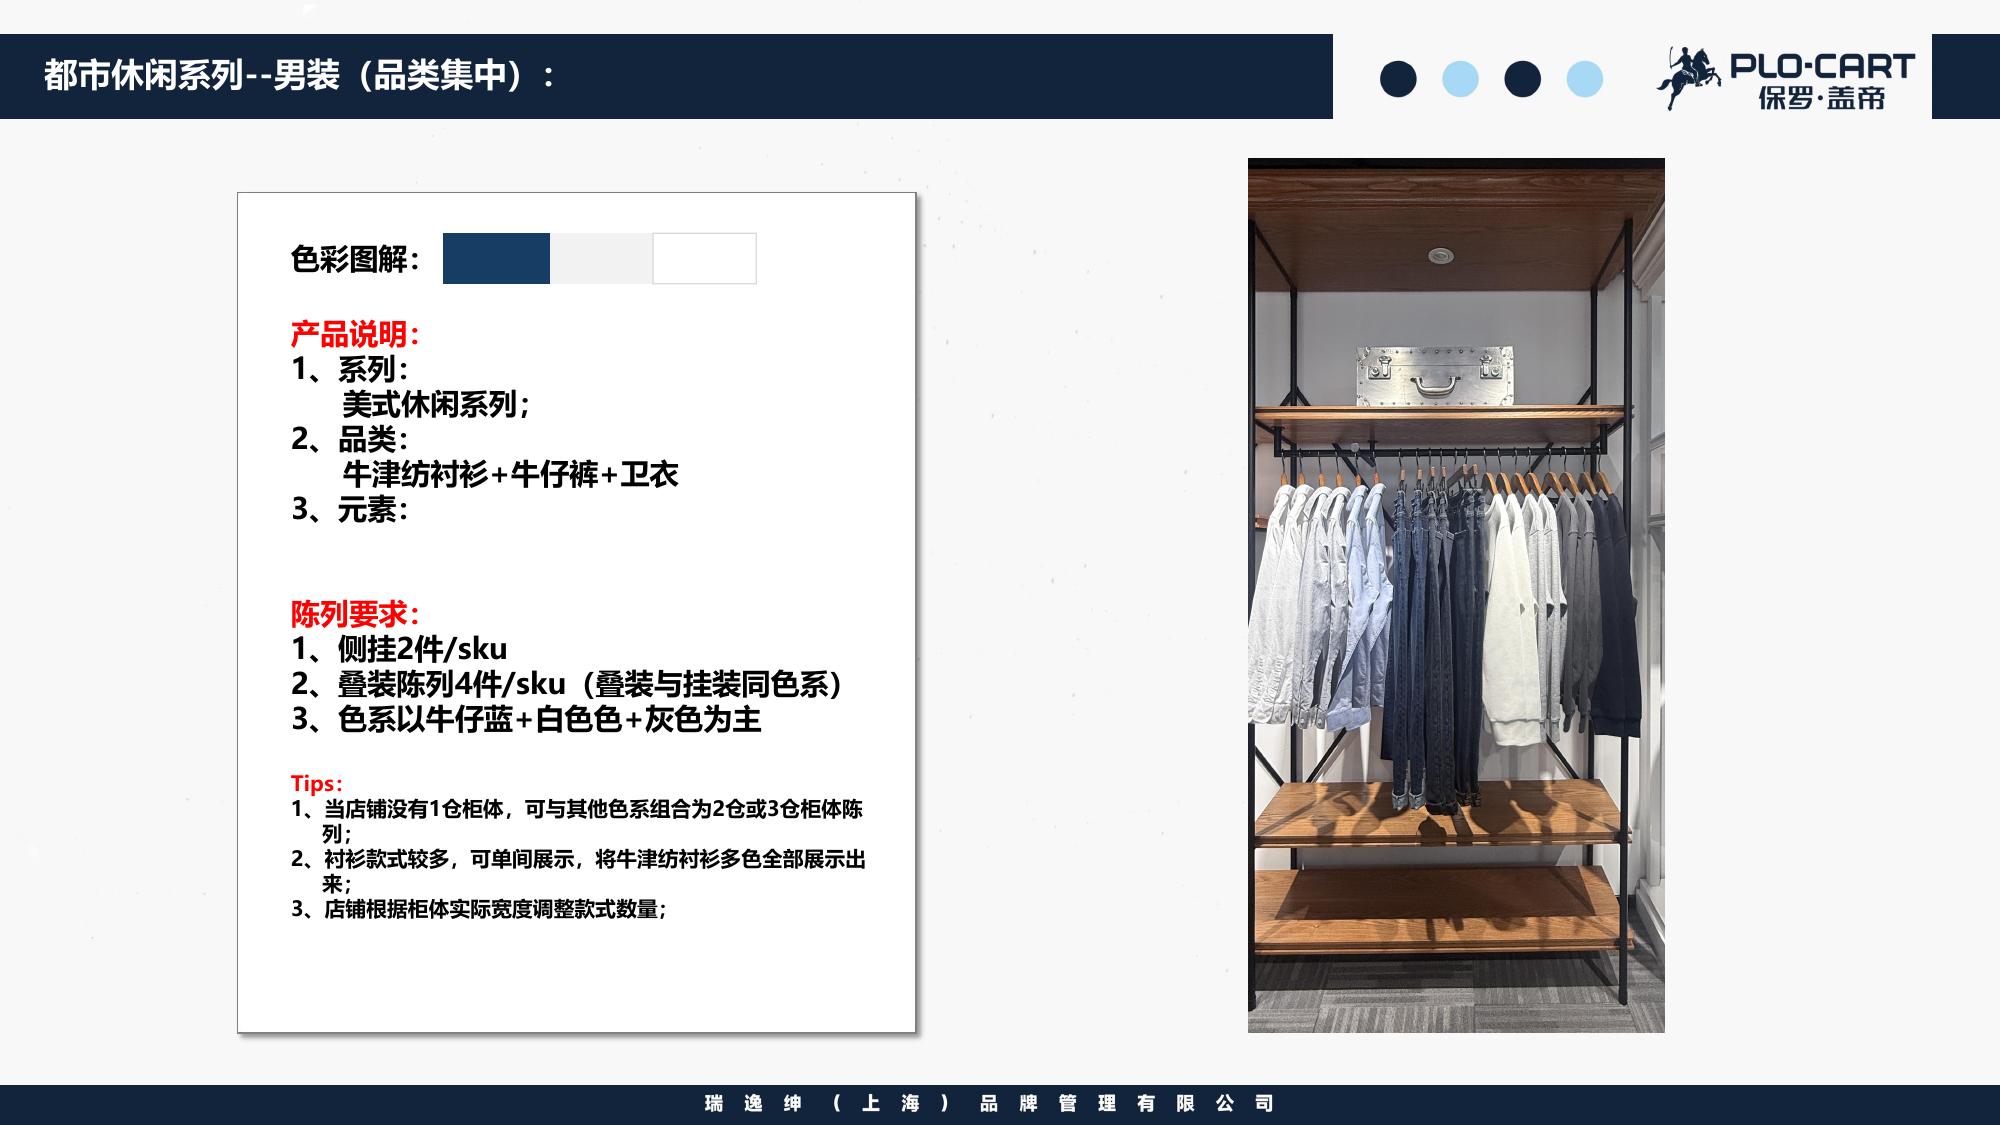 都市休闲系列--男装（品类集中）:
PLO·CART
保罗·盖帝
色彩图解：
产品说明：
1、系列：
美式休闲系列；
2、品类：
牛津纺衬衫+牛仔裤+卫衣
3、元素：
陈列要求：
1、侧挂2件/sku
2、叠装陈列4件/sku（叠装与挂装同色系）
3、色系以牛仔蓝+白色色+灰色为主
Tips：
1、当店铺没有1仓柜体，可与其他色系组合为2仓或3仓柜体陈
列；
2、衬衫款式较多，可单间展示，将牛津纺衬衫多色全部展示出
来；
3、店铺根据柜体实际宽度调整款式数量；
瑞逸绅（上海）品牌管理有限公司